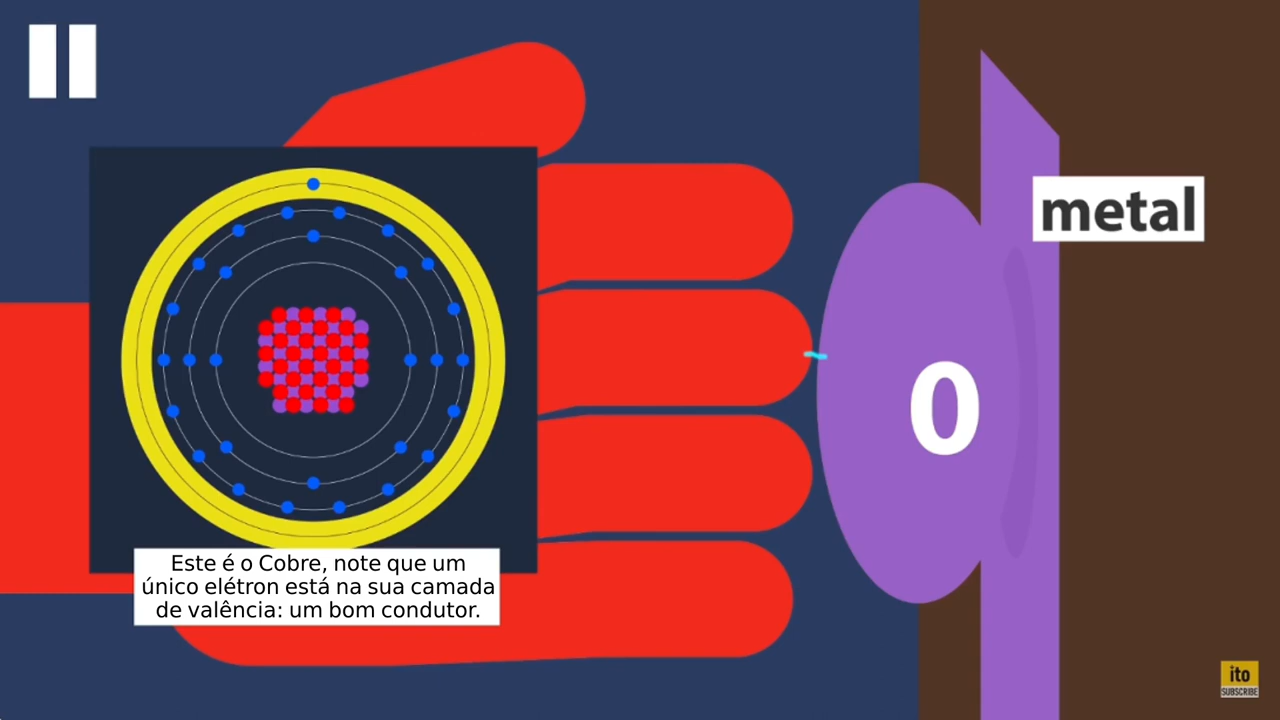 metal
0
Este é o Cobre, note que um
único elétron está na sua camada
de valência: um bom condutor.
ito
SUBSCRIBE